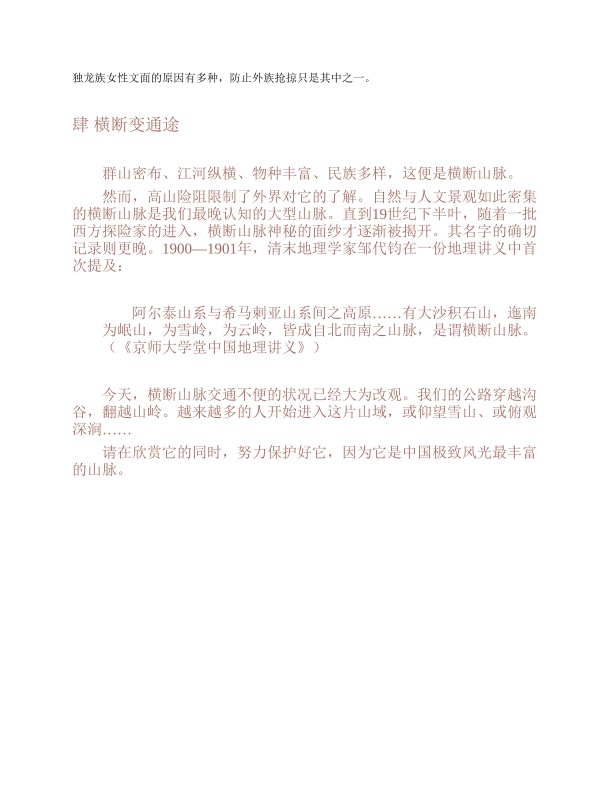 独龙族女性文面的原因有多种，防止外族抢掠只是其中之一。
肆 横断变通途
群山密布、江河纵横、物种丰富、民族多样，这便是横断山脉。
然而，高山险阻限制了外界对它的了解。自然与人文景观如此密集
的横断山脉是我们最晚认知的大型山脉。直到19世纪下半叶，随着一批
西方探险家的进入，横断山脉神秘的面纱才逐渐被揭开。其名字的确切
记录则更晚。1900—1901年，清末地理学家邹代钧在一份地理讲义中首
次提及：
阿尔泰山系与希马剌亚山系间之高原……有大沙积石山，迤南
为岷山，为雪岭，为云岭，皆成自北而南之山脉，是谓横断山脉。
（《京师大学堂中国地理讲义》）
今天，横断山脉交通不便的状况已经大为改观。我们的公路穿越沟
谷，翻越山岭。越来越多的人开始进入这片山域，或仰望雪山、或俯观
深涧……
请在欣赏它的同时，努力保护好它，因为它是中国极致风光最丰富
的山脉。